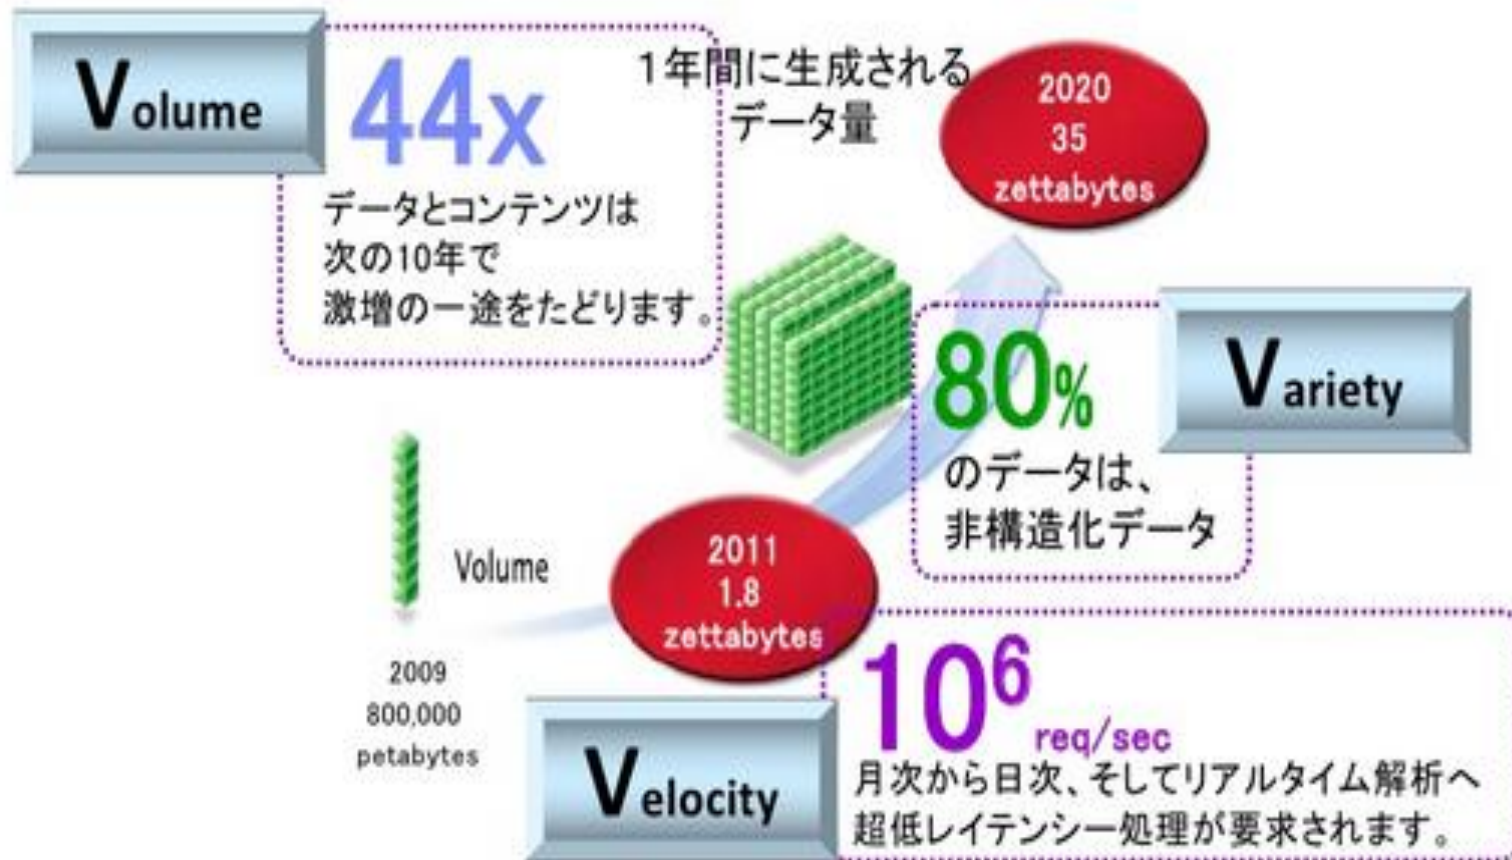 Volume
44x
データとコンテンツは
次の10年で
激増の一途をたどります。
1年間に生成される
データ量
2020
35
zettabytes
Variety
80%
のデータは、
非構造化データ
Volume
2009
800,000
petabytes
2011
1.8
zettabytes
Velocity
10⁶ req/sec
月次から日次、そしてリアルタイム解析へ
超低レイテンシー処理が要求されます。